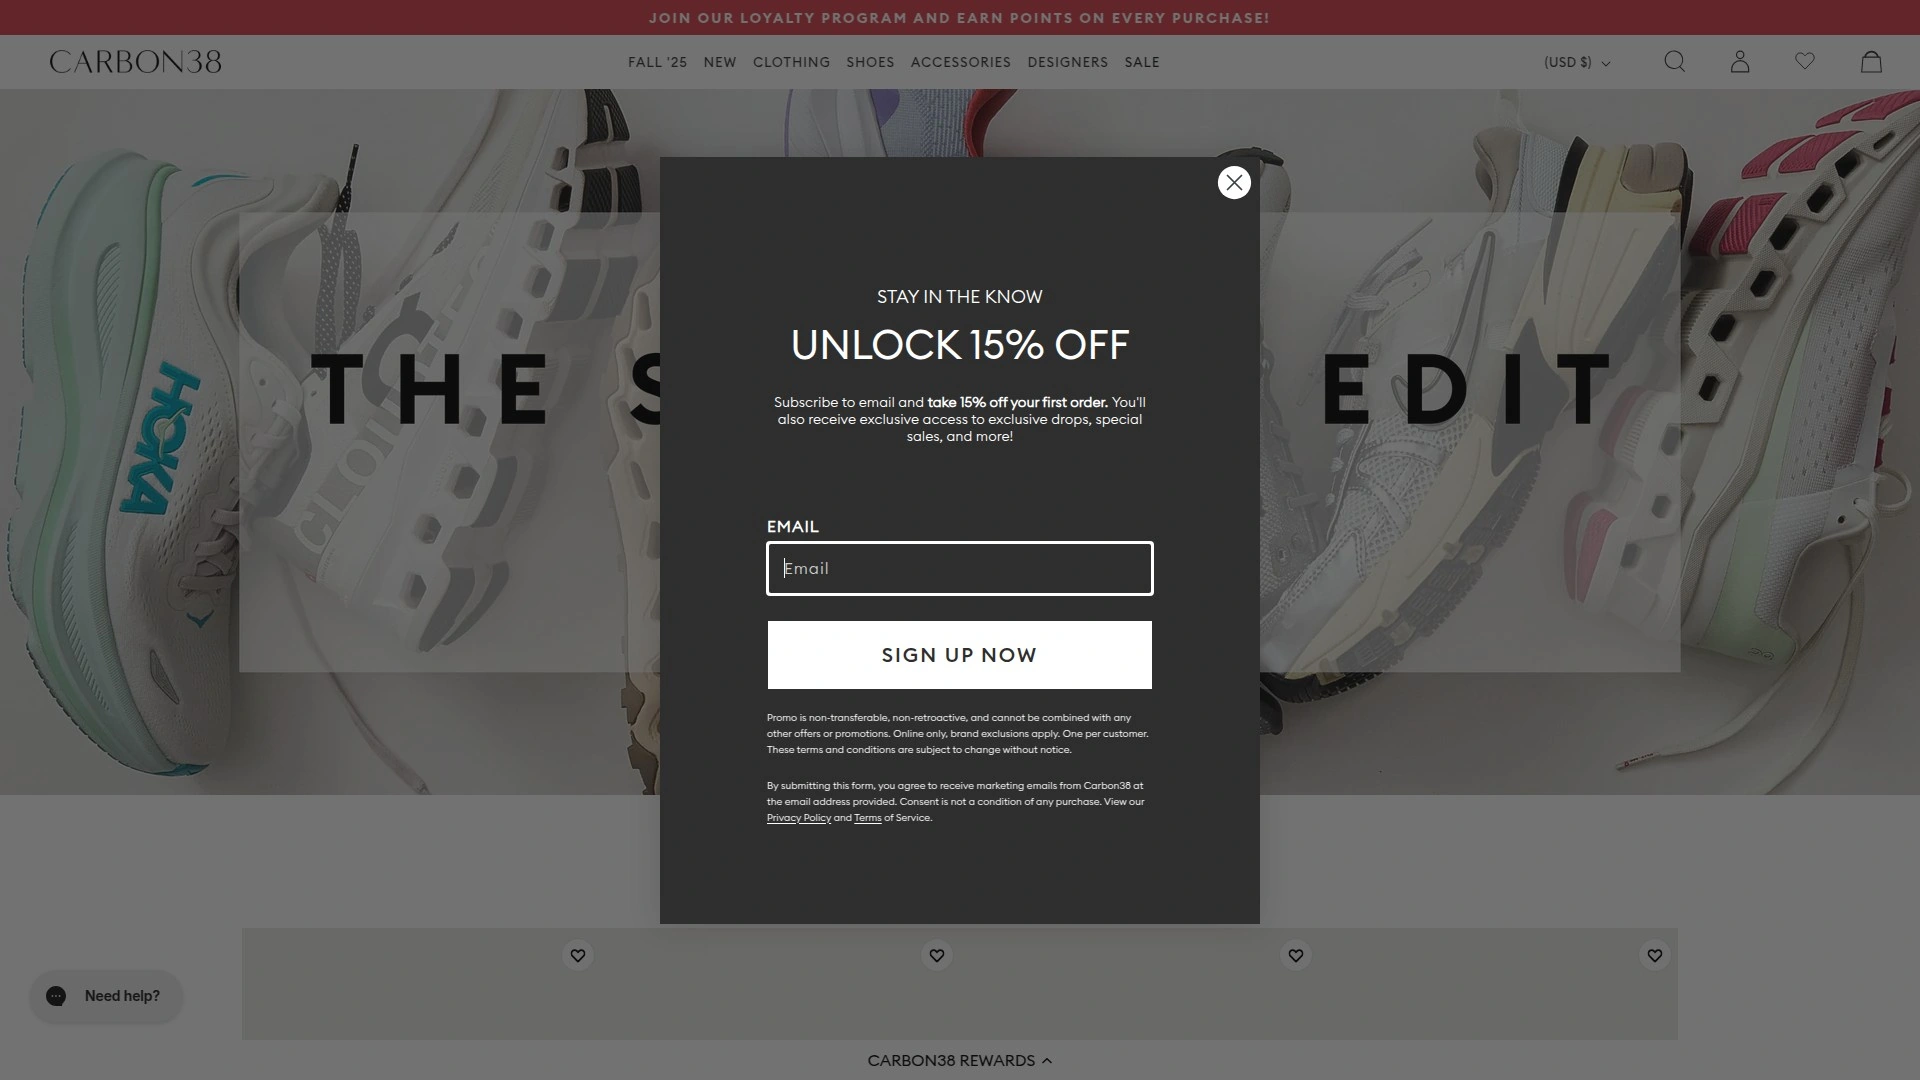 JOIN OUR LOYALTY PROGRAM AND EARN POINTS ON EVERY PURCHASE!
CARBON38
FALL '25 NEW CLOTHING SHOES ACCESSORIES DESIGNERS SALE
(USD $)
THE S
EDIT
HOKA
STAY IN THE KNOW
UNLOCK 15% OFF
Subscribe to email and take 15% off your first order. You'll
also receive exclusive access to exclusive drops, special
sales, and more!
EMAIL
Email
SIGN UP NOW
Promo is non-transferable, non-retroactive, and cannot be combined with any
other offers or promotions. Online only, brand exclusions apply. One per customer.
These terms and conditions are subject to change without notice.
By submitting this form, you agree to receive marketing emails from Carbon38 at
the email address provided. Consent is not a condition of any purchase. View our
Privacy Policy and Terms of Service.
Need help?
CARBON38 REWARDS